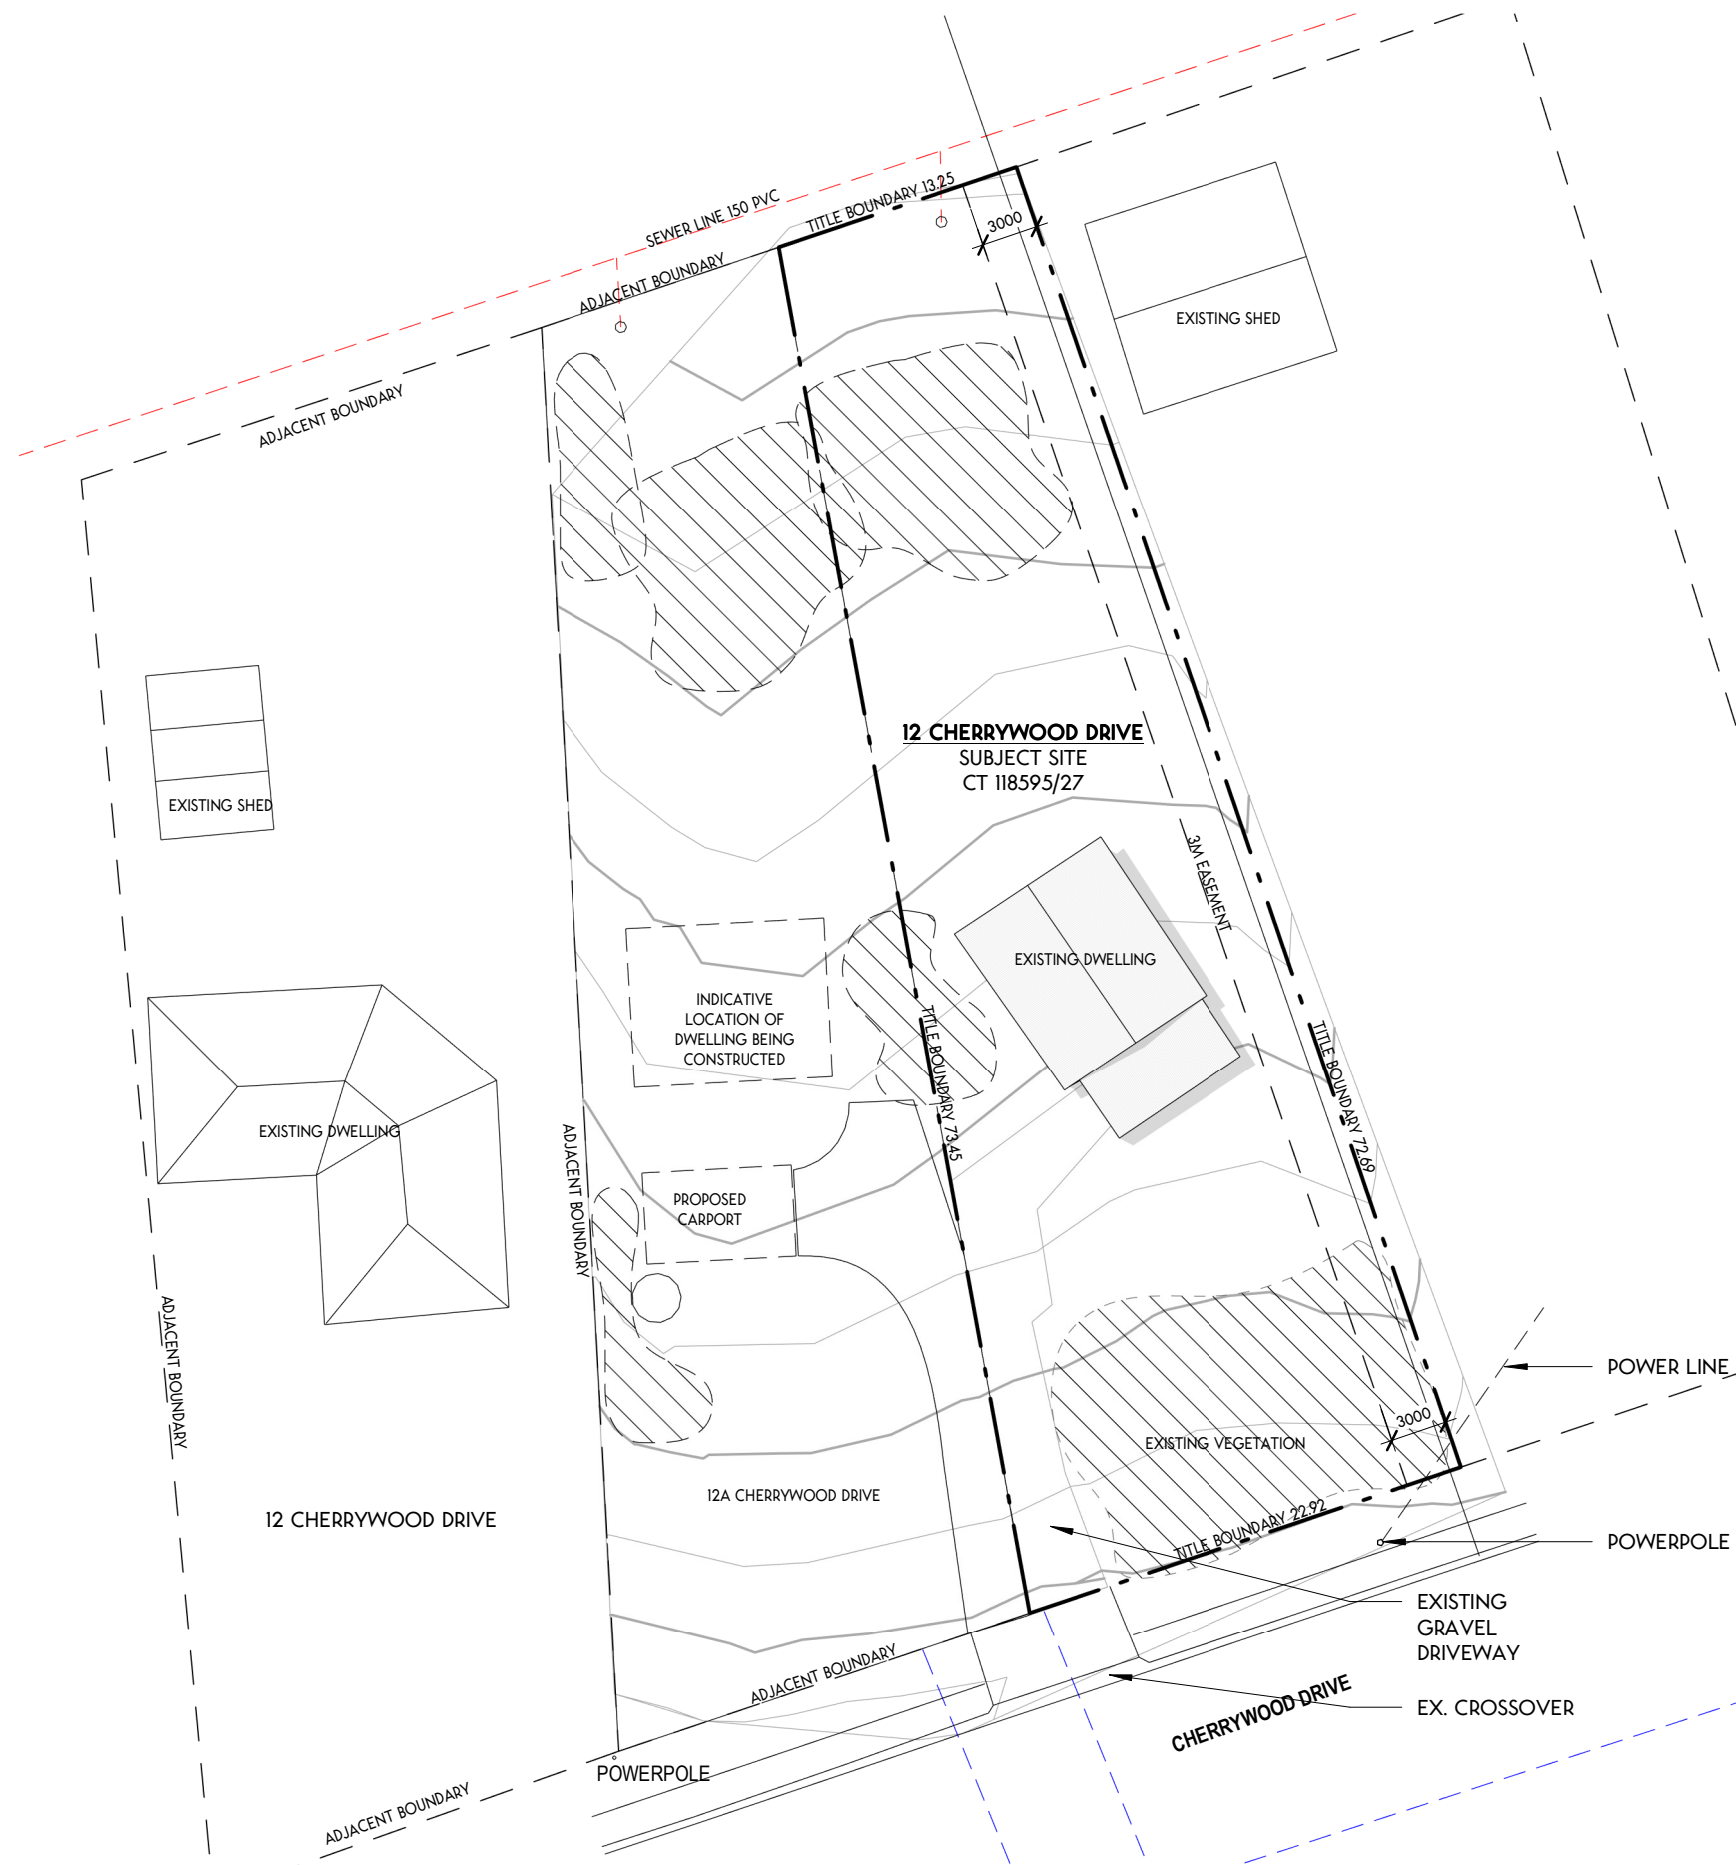 TITLE BOUNDARY 13.25
SEWER LINE 150 PVC
3000
ADJACENT BOUNDARY
EXISTING SHED
ADJACENT BOUNDARY
12 CHERRYWOOD DRIVE
SUBJECT SITE
CT 118595/27
EXISTING SHED
3M EASEMENT
EXISTING DWELLING
INDICATIVE
LOCATION OF
DWELLING BEING
CONSTRUCTED
TITLE BOUNDARY 73.45
TITLE BOUNDARY 72.69
EXISTING DWELLING
ADJACENT BOUNDARY
PROPOSED
CARPORT
ADJACENT BOUNDARY
POWER LINE
3000
EXISTING VEGETATION
12A CHERRYWOOD DRIVE
12 CHERRYWOOD DRIVE
TITLE BOUNDARY 22.92
POWERPOLE
EXISTING
GRAVEL
DRIVEWAY
ADJACENT BOUNDARY
CHERRYWOOD DRIVE
EX. CROSSOVER
POWERPOLE
ADJACENT BOUNDARY